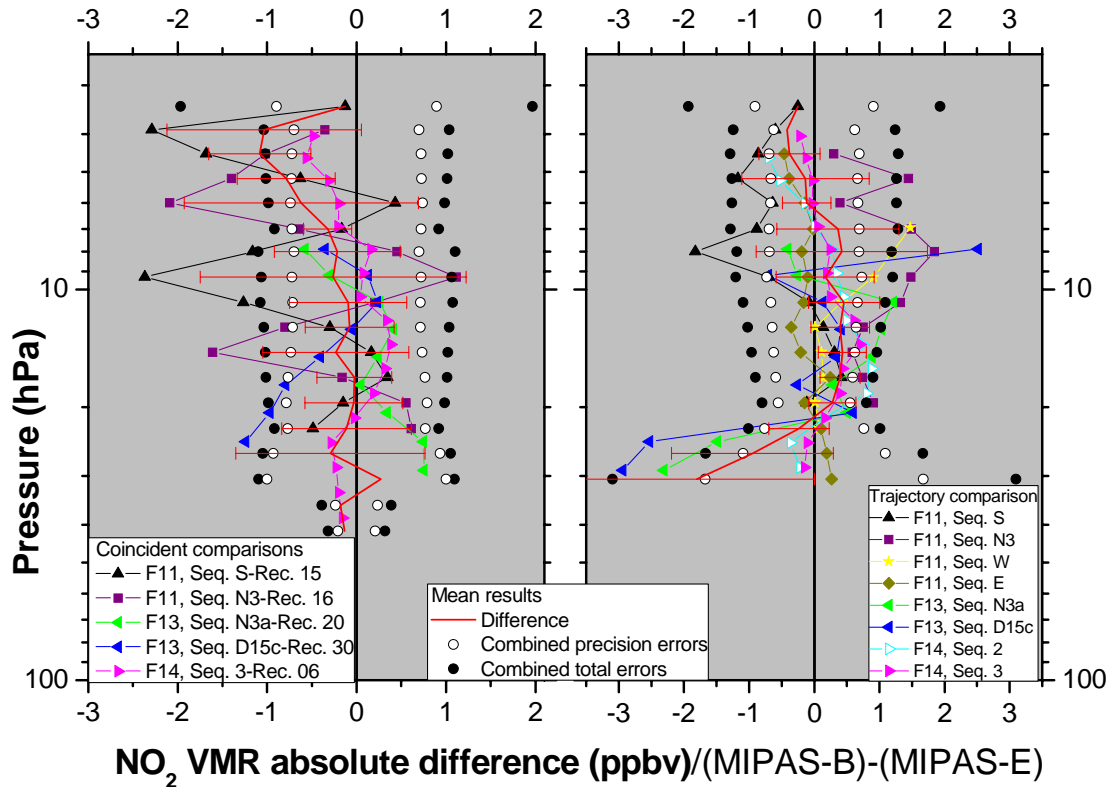 -3 -2 -1 0 1 2 -3 -2 -1 0 1 2 3
Pressure (hPa)
10
100
10
100
Coincident comparisons
F11, Seq. S-Rec. 15
F11, Seq. N3-Rec. 16
F13, Seq. N3a-Rec. 20
F13, Seq. D15c-Rec. 30
F14, Seq. 3-Rec. 06
Mean results
Difference
Combined precision errors
Combined total errors
Trajectory comparison
F11, Seq. S
F11, Seq. N3
F11, Seq. W
F11, Seq. E
F13, Seq. N3a
F13, Seq. D15c
F14, Seq. 2
F14, Seq. 3
-3 -2 -1 0 1 2 -3 -2 -1 0 1 2 3
NO₂ VMR absolute difference (ppbv)/(MIPAS-B)-(MIPAS-E)